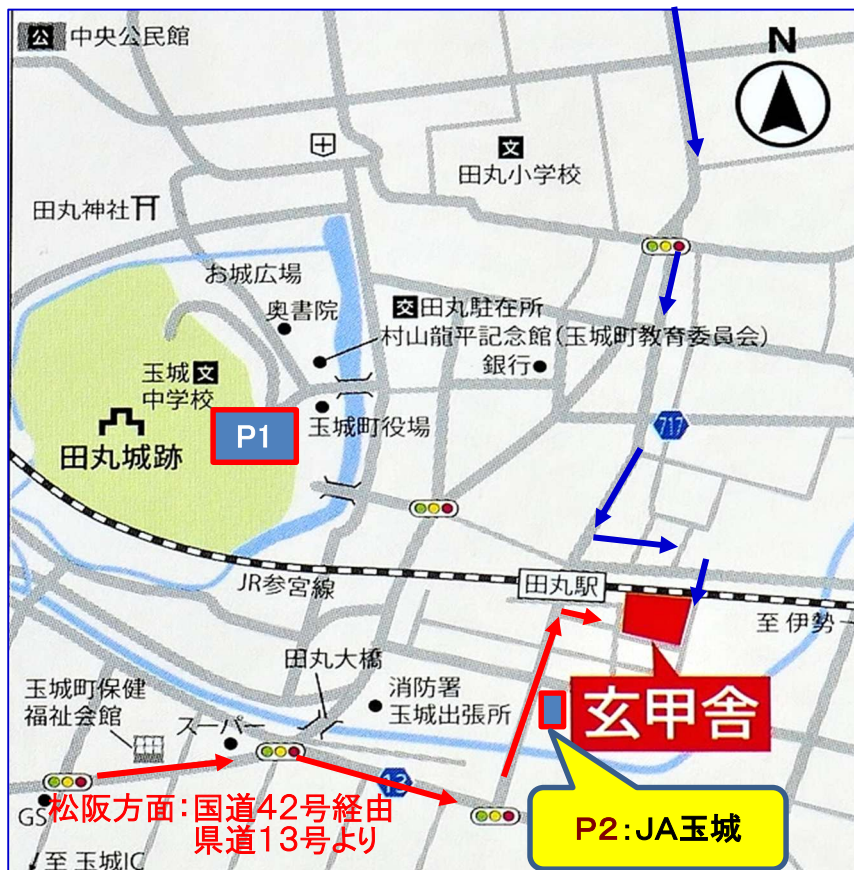 公 中央公民館
N
文
田丸小学校
田丸神社
お城広場
奥書院
交 田丸駐在所
村山龍平記念館(玉城町教育委員会)
銀行
玉城 文
中学校
P1
玉城町役場
717
田丸城跡
JR参宮線
田丸駅
至 伊勢
田丸大橋
消防署
玉城出張所
玄甲舎
玉城町保健
福祉会館
スーパー
13
GS
松阪方面:国道42号経由
県道13号より
P2:JA玉城
至 玉城IC